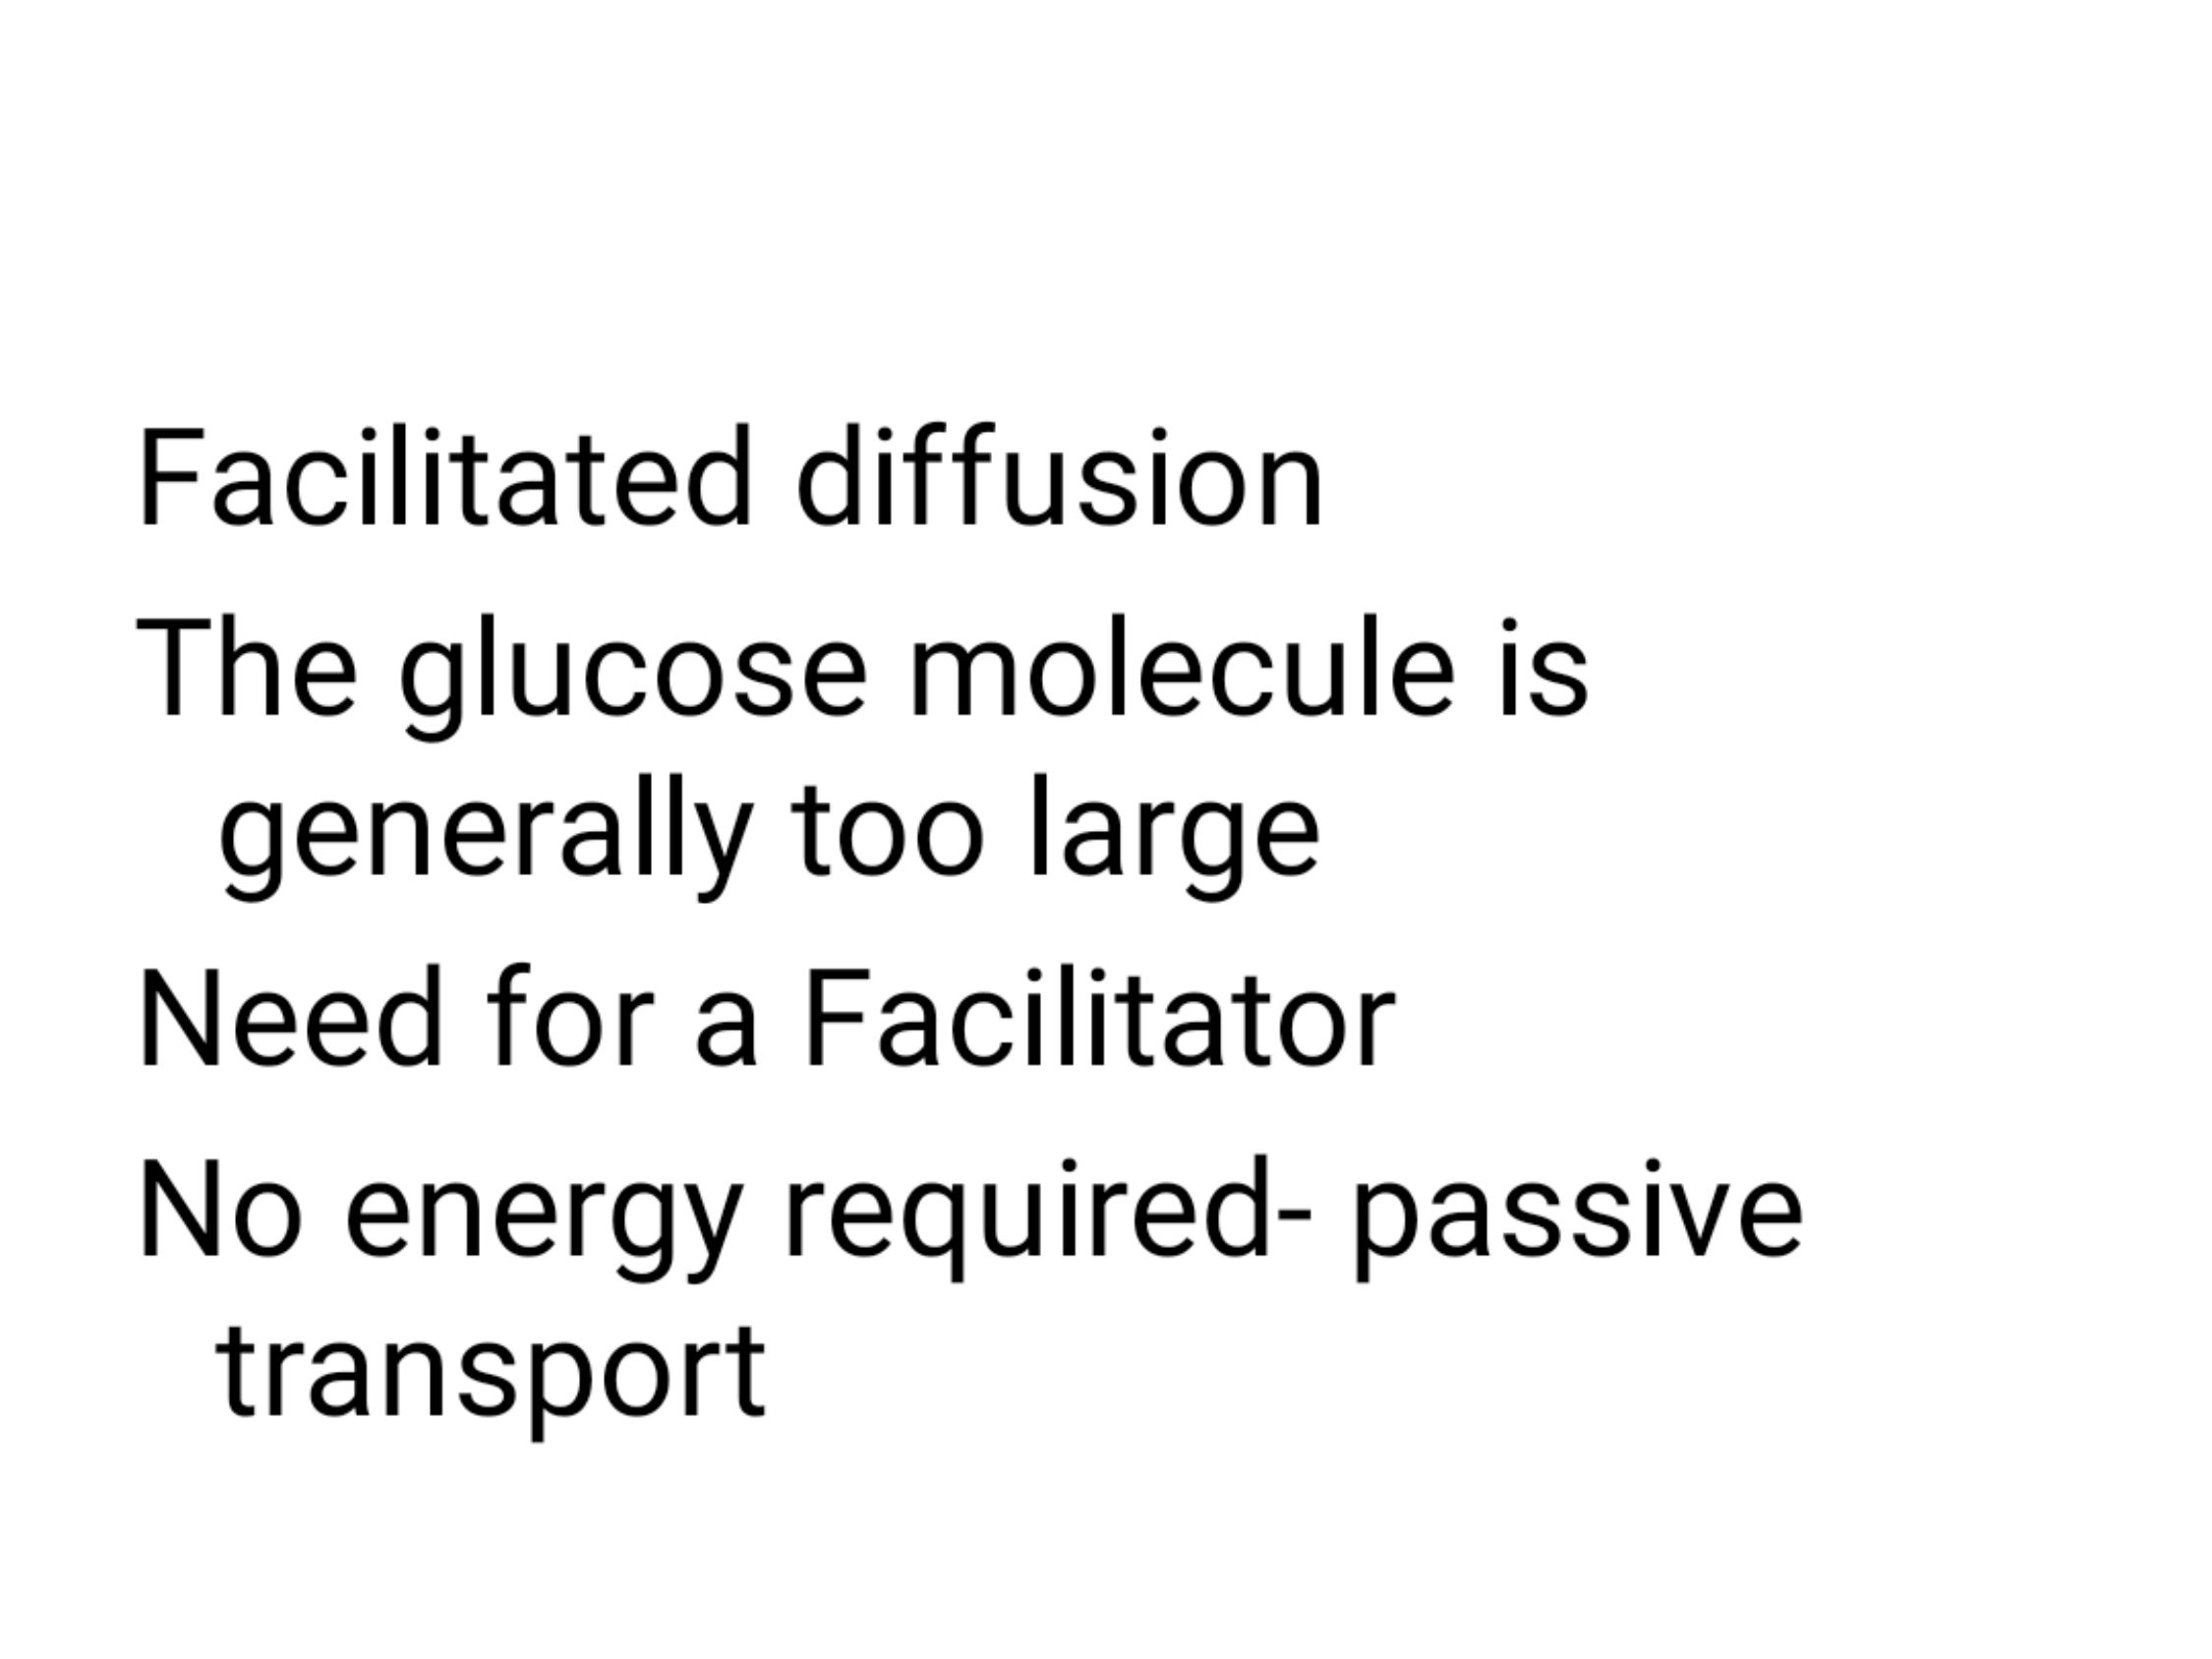 Facilitated diffusion
The glucose molecule is
generally too large
Need for a Facilitator
No energy required- passive
transport